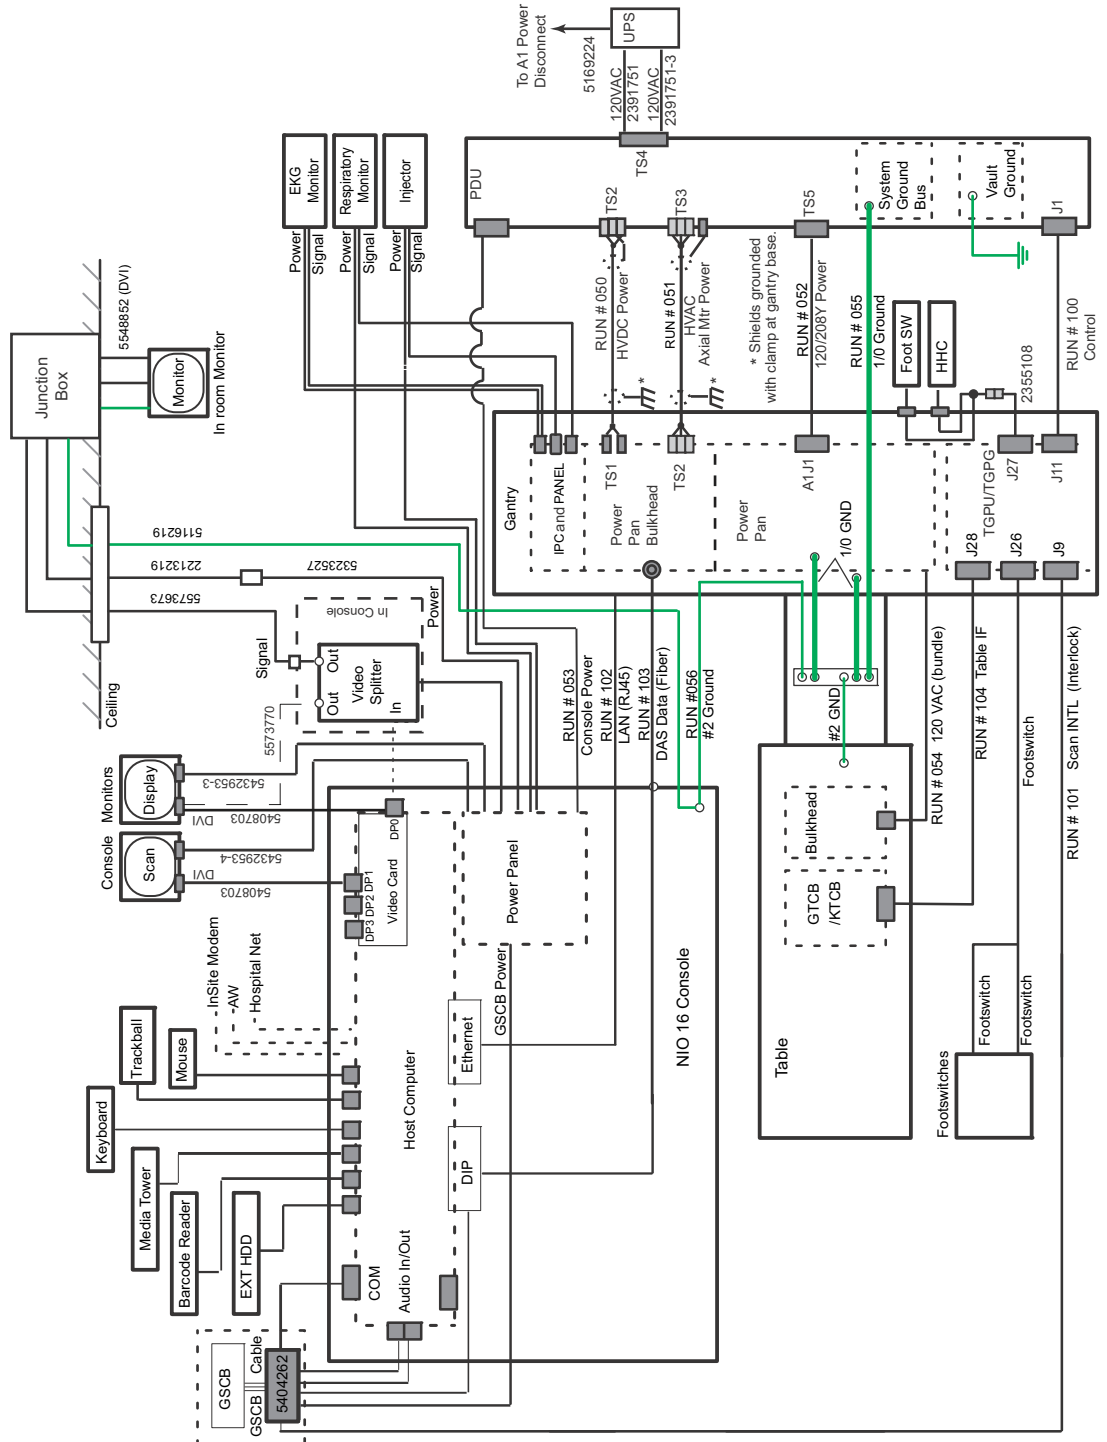 To A1 Power
Disconnect
5169224
UPS
120VAC
2391751
120VAC
2391751-3
TS4
PDU
TS2
TS3
TS5
System
Ground
Bus
Vault
Ground
J1
EKG
Monitor
Respiratory
Monitor
Injector
Power
Signal
Power
Signal
Power
Signal
RUN # 050
HVDC Power
RUN # 051
HVAC
Axial Mtr Power
* Shields grounded
with clamp at gantry base.
*
*
RUN # 052
120/208Y Power
RUN # 055
1/0 Ground
Foot SW
HHC
2355108
RUN # 100
Control
5548852 (DVI)
Junction
Box
Monitor
In room Monitor
Ceiling
5116219
2213219
5573673
5323527
Gantry
IPC and PANEL
TS1
Power
Pan
Bulkhead
TS2
Power
Pan
A1J1
1/0 GND
TGPU/TGPG
J27
J11
J28
J26
J9
In Console
Power
Signal
Out
Out
Video
Splitter
In
5573770
RUN # 053
Console Power
RUN # 102
LAN (RJ45)
RUN # 103
DAS Data (Fiber)
RUN #056
#2 Ground
#2 GND
RUN # 054 120 VAC (bundle)
RUN # 104 Table IF
Footswitch
RUN # 101 Scan INTL (Interlock)
Monitors
Display
Console
Scan
5432953-3
DVI
5408703
5432953-4
DVI
5408703
DP0
DP1
DP2
DP3
Video Card
Power Panel
GSCB Power
NIO 16 Console
Bulkhead
GTCB
/KTCB
Table
InSite Modem
AW
Hospital Net
Trackball
Mouse
Keyboard
Media Tower
Barcode Reader
EXT HDD
Ethernet
Host Computer
DIP
COM
Audio In/Out
Footswitch
Footswitch
Footswitches
GSCB
GSCB Cable
5404262